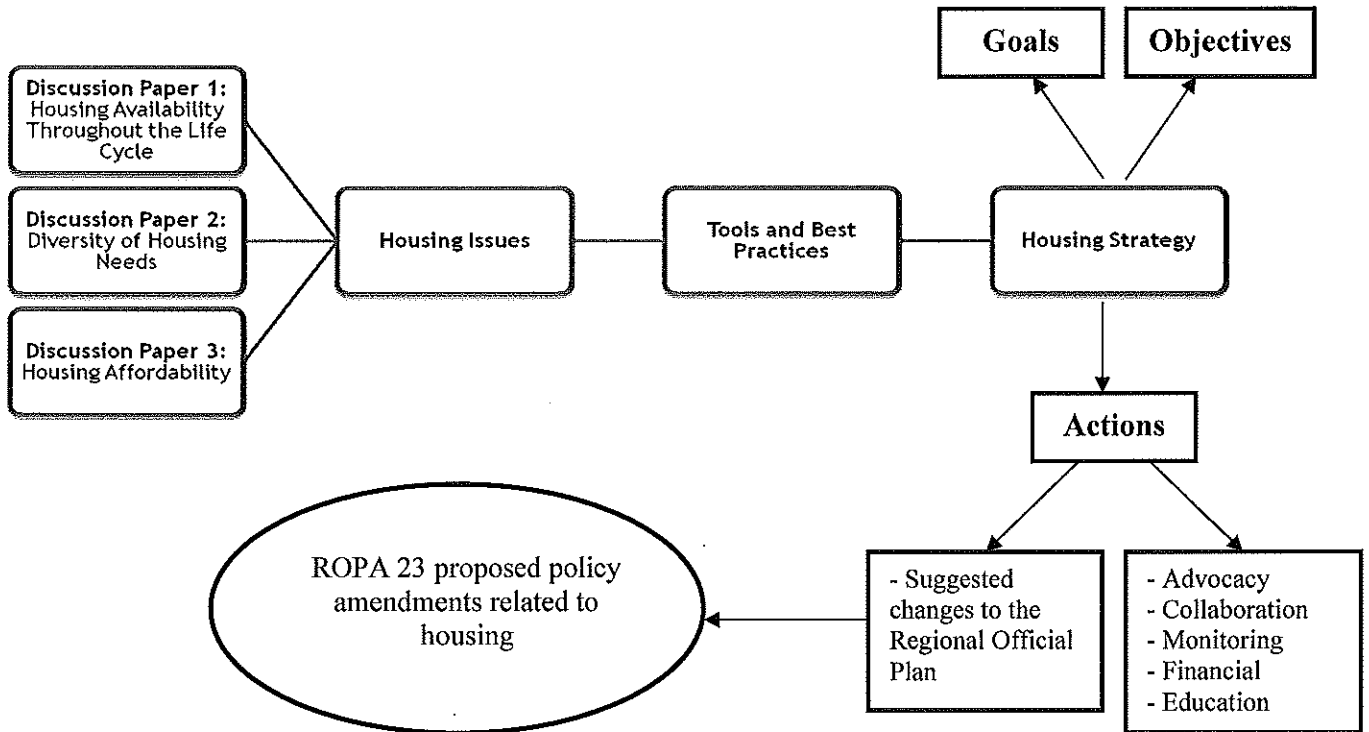 Goals
Objectives
Discussion Paper 1:
Housing Availability
Throughout the Life
Cycle
Discussion Paper 2:
Diversity of Housing
Needs
Discussion Paper 3:
Housing Affordability
Housing Issues
Tools and Best
Practices
Housing Strategy
Actions
ROPA 23 proposed policy
amendments related to
housing
- Suggested
changes to the
Regional Official
Plan
- Advocacy
- Collaboration
- Monitoring
- Financial
- Education